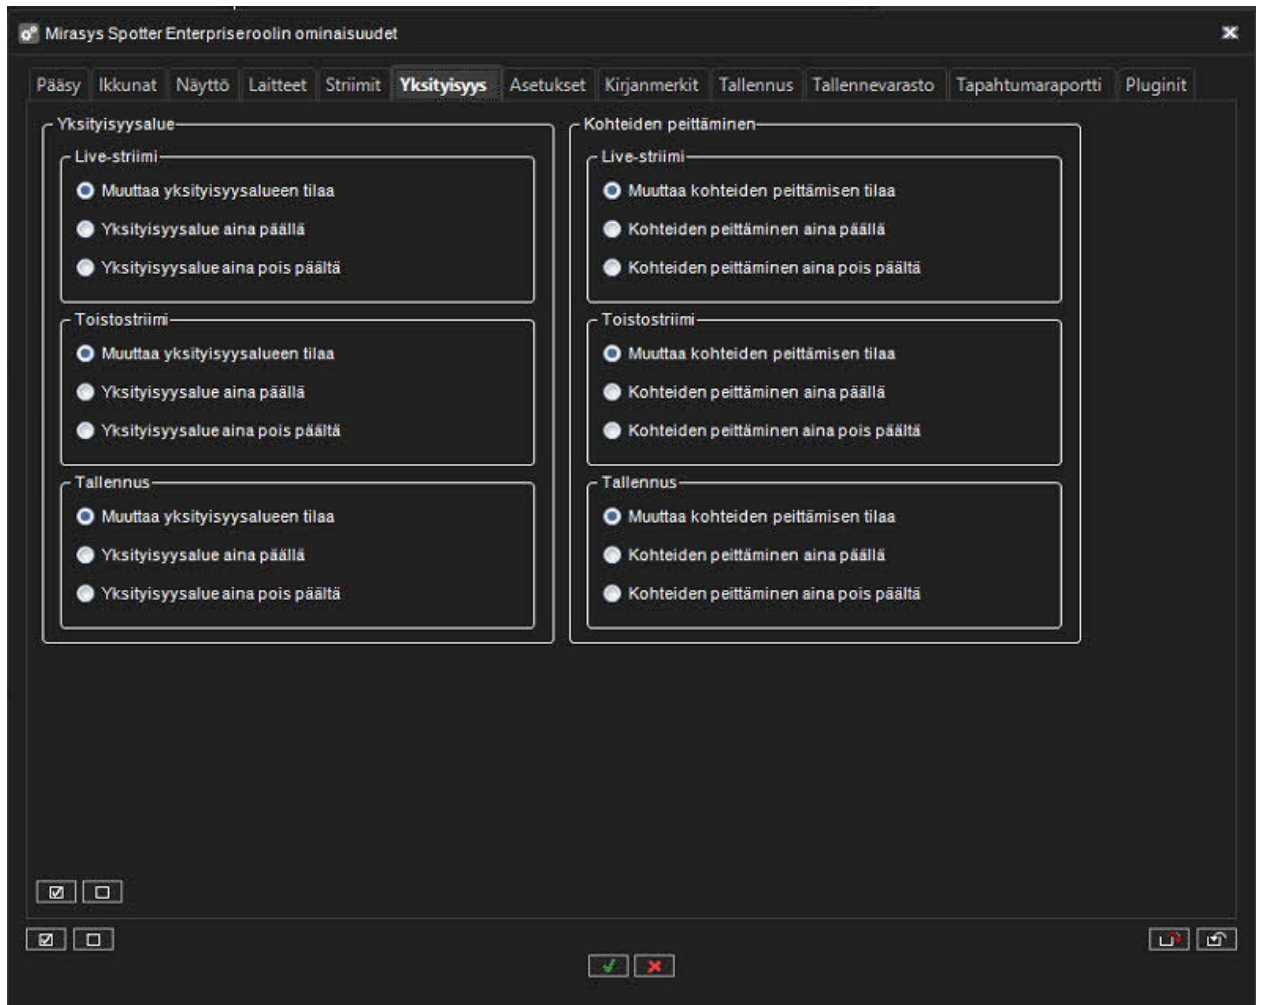 Mirasys Spotter Enterpriseroolin ominaisuudet
Pääsy Ikkunat Näyttö Laitteet Striimit Yksityisyys Asetukset Kirjanmerkit Tallennus Tallennevarasto Tapahtumaraportti Pluginit
Yksityisyysalue
Live-striimi
Muuttaa yksityisyysalueen tilaa
Yksityisyysalue aina päällä
Yksityisyysalue aina pois päältä
Toistostriimi
Muuttaa yksityisyysalueen tilaa
Yksityisyysalue aina päällä
Yksityisyysalue aina pois päältä
Tallennus
Muuttaa yksityisyysalueen tilaa
Yksityisyysalue aina päällä
Yksityisyysalue aina pois päältä
Kohteiden peittäminen
Live-striimi
Muuttaa kohteiden peittämisen tilaa
Kohteiden peittäminen aina päällä
Kohteiden peittäminen aina pois päältä
Toistostriimi
Muuttaa kohteiden peittämisen tilaa
Kohteiden peittäminen aina päällä
Kohteiden peittäminen aina pois päältä
Tallennus
Muuttaa kohteiden peittämisen tilaa
Kohteiden peittäminen aina päällä
Kohteiden peittäminen aina pois päältä